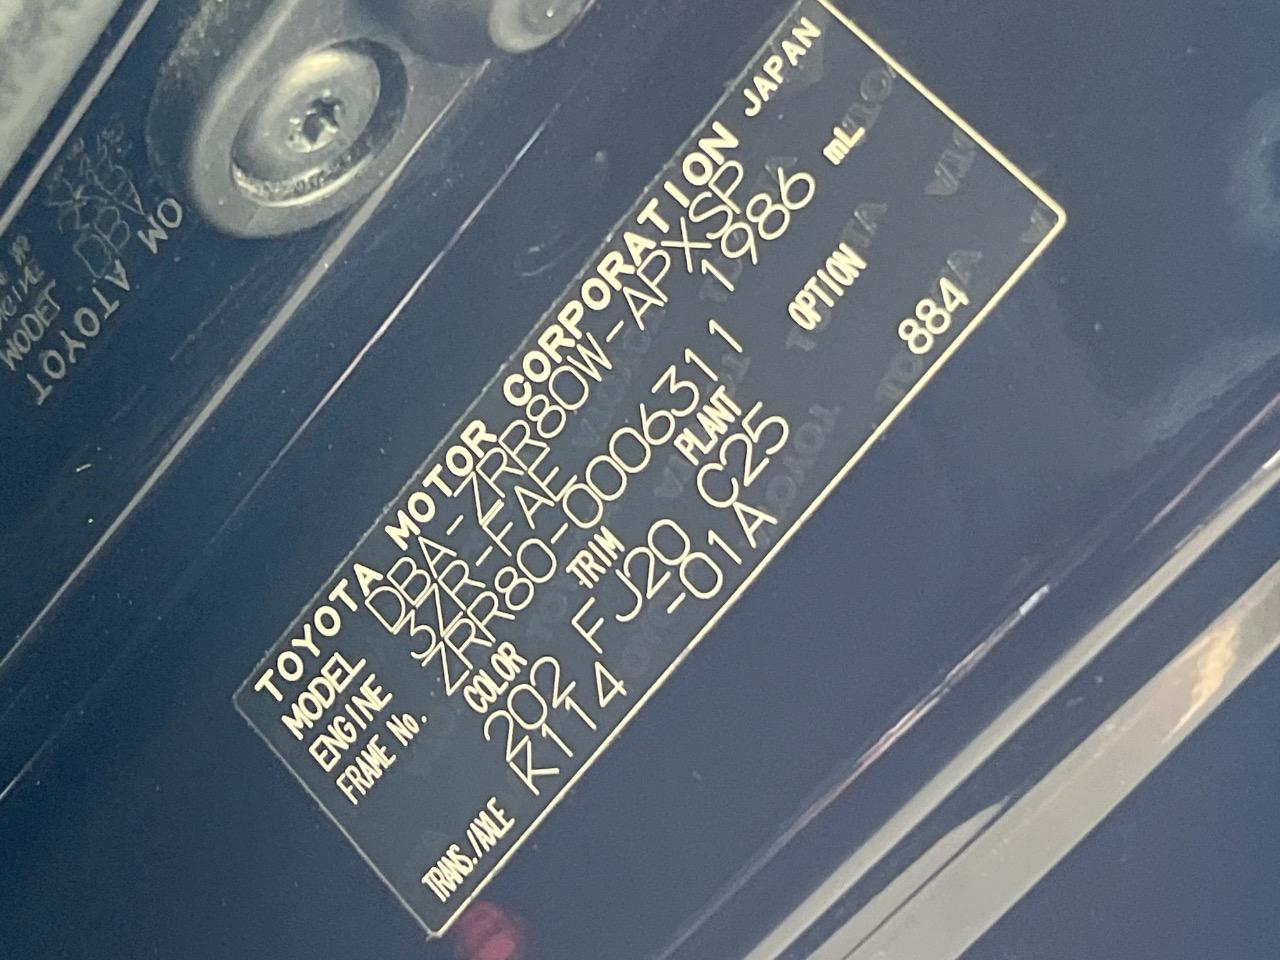 TOYOTA MOTOR CORPORATION JAPAN
MODEL DBA-ZRR80W-APXSP
ENGINE 3ZR-FAE 1986 mL
FRAME No. ZRR80-0006311
COLOR TRIM PLANT OPTION
202 FJ20 C25 884
TRANS./AXLE K114 -01A